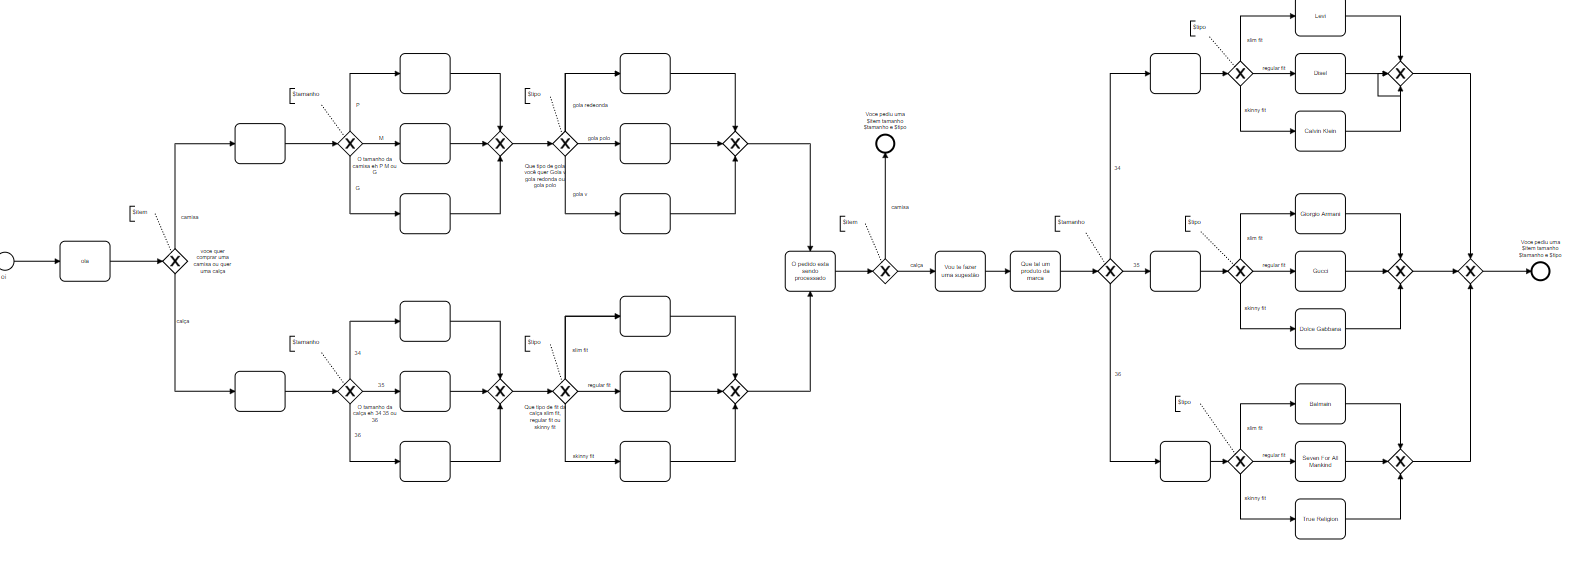 oi
ola
$item
camisa
voce quer
comprar uma
camisa ou quer
uma calça
calça
$tamanho
P
M
O tamanho da
camisa eh P M ou
G
G
$tipo
gola redeonda
gola polo
Que tipo de gola
você quer Gola v
gola redonda ou
gola polo
gola v
$tamanho
34
35
O tamanho da
calça eh 34 35 ou
36
36
$tipo
slim fit
regular fit
Que tipo de fit da
calça slim fit,
regular fit ou
skinny fit
skinny fit
O pedido esta
sendo
processado
$item
Voce pediu uma
$item tamanho
$tamanho e $tipo
camisa
calça
Vou te fazer
uma sugestão
Que tal um
produto da
marca
$tamanho
34
35
36
$tipo
slim fit
regular fit
skinny fit
Levi
Diesl
Calvin Klein
$tipo
slim fit
regular fit
skinny fit
Giorgio Armani
Gucci
Dolce Gabbana
$tipo
slim fit
regular fit
skinny fit
Balmain
Seven For All
Mankind
True Religion
Voce pediu uma
$item tamanho
$tamanho e $tipo